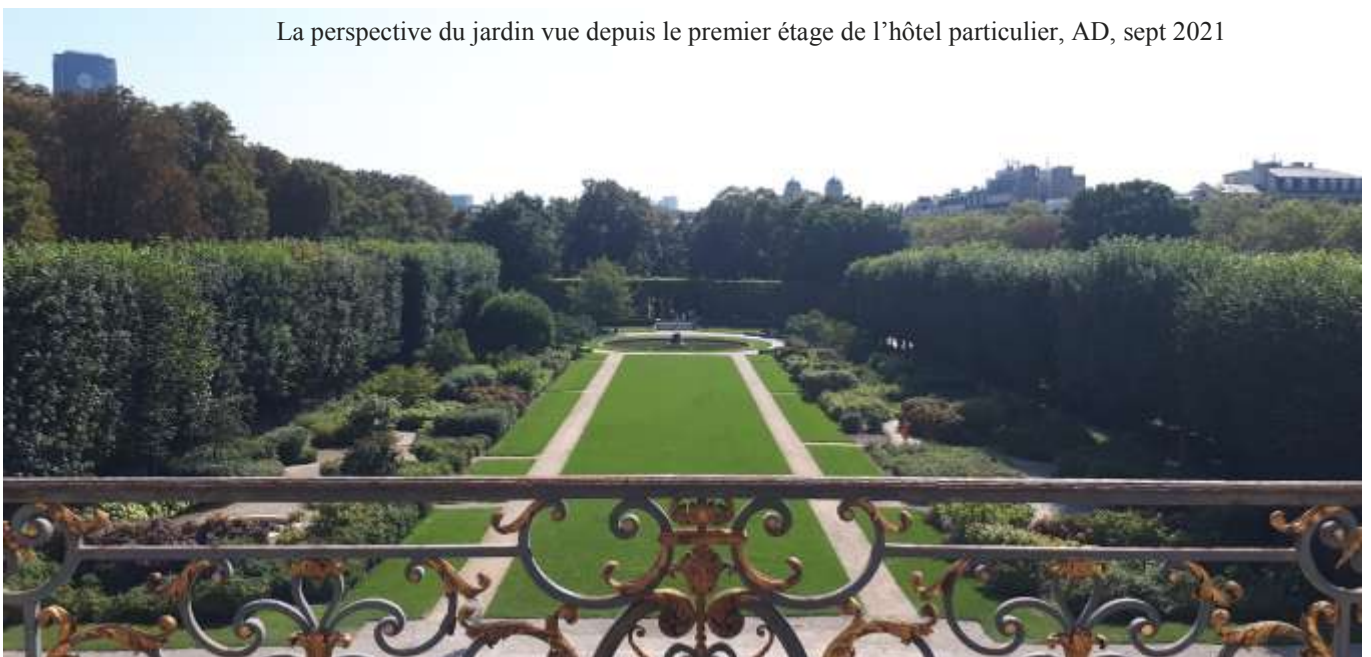 La perspective du jardin vue depuis le premier étage de l’hôtel particulier, AD, sept 2021